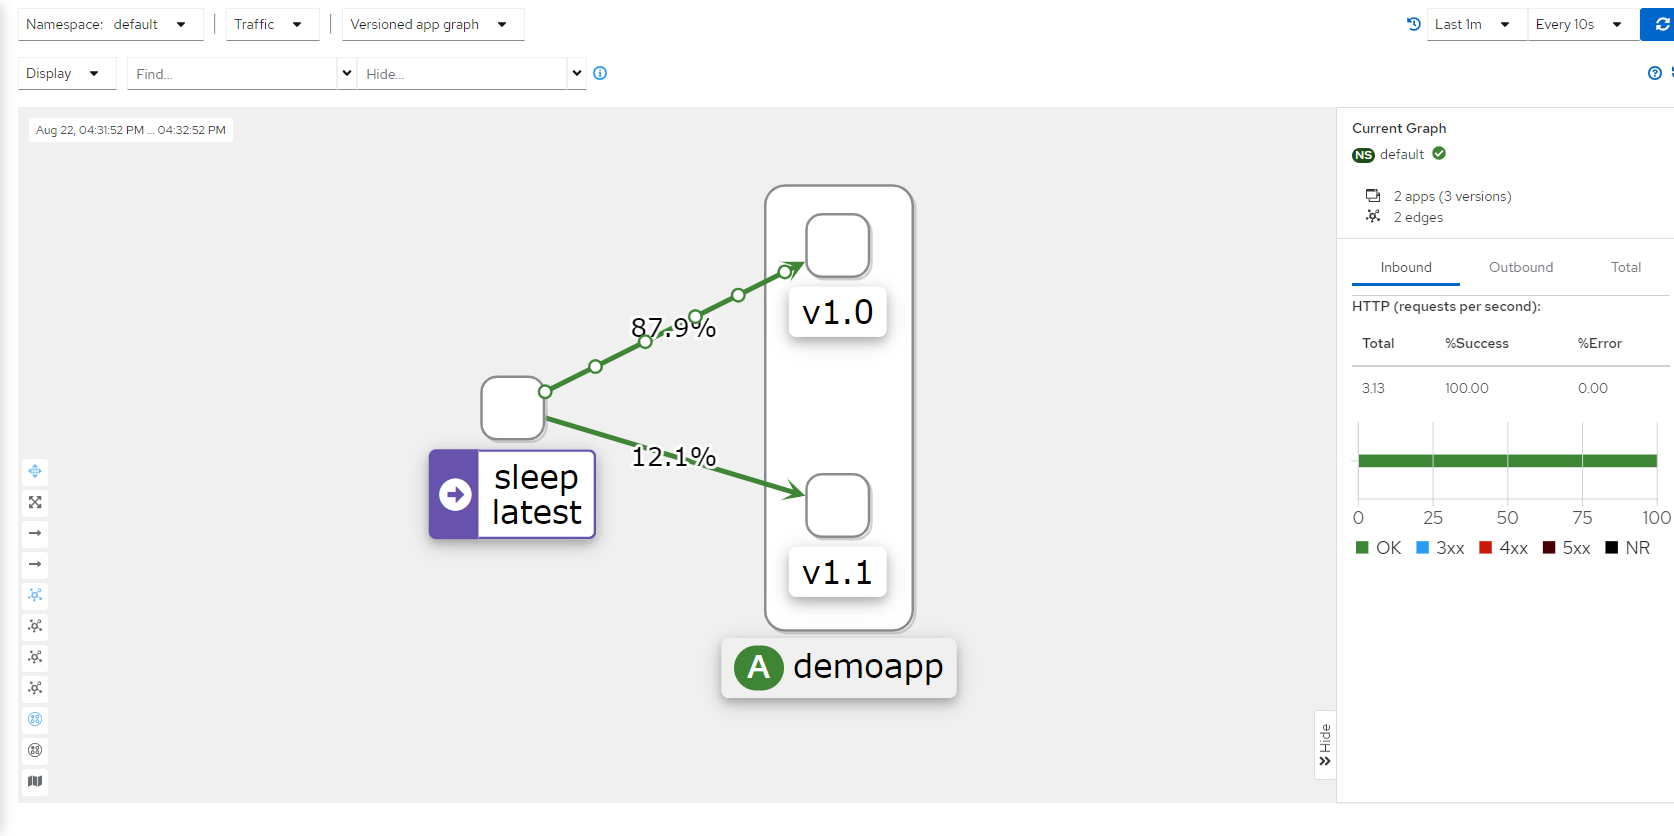 Namespace: default
Traffic
Versioned app graph
Last 1m
Every 10s
Display
Find...
Hide...
Aug 22, 04:31:52 PM ... 04:32:52 PM
87.9%
12.1%
v1.0
v1.1
sleep
latest
A demoapp
Hide
Current Graph
NS default
2 apps (3 versions)
2 edges
Inbound Outbound Total
HTTP (requests per second):
Total %Success %Error
3.13 100.00 0.00
0 25 50 75 100
OK 3xx 4xx 5xx NR